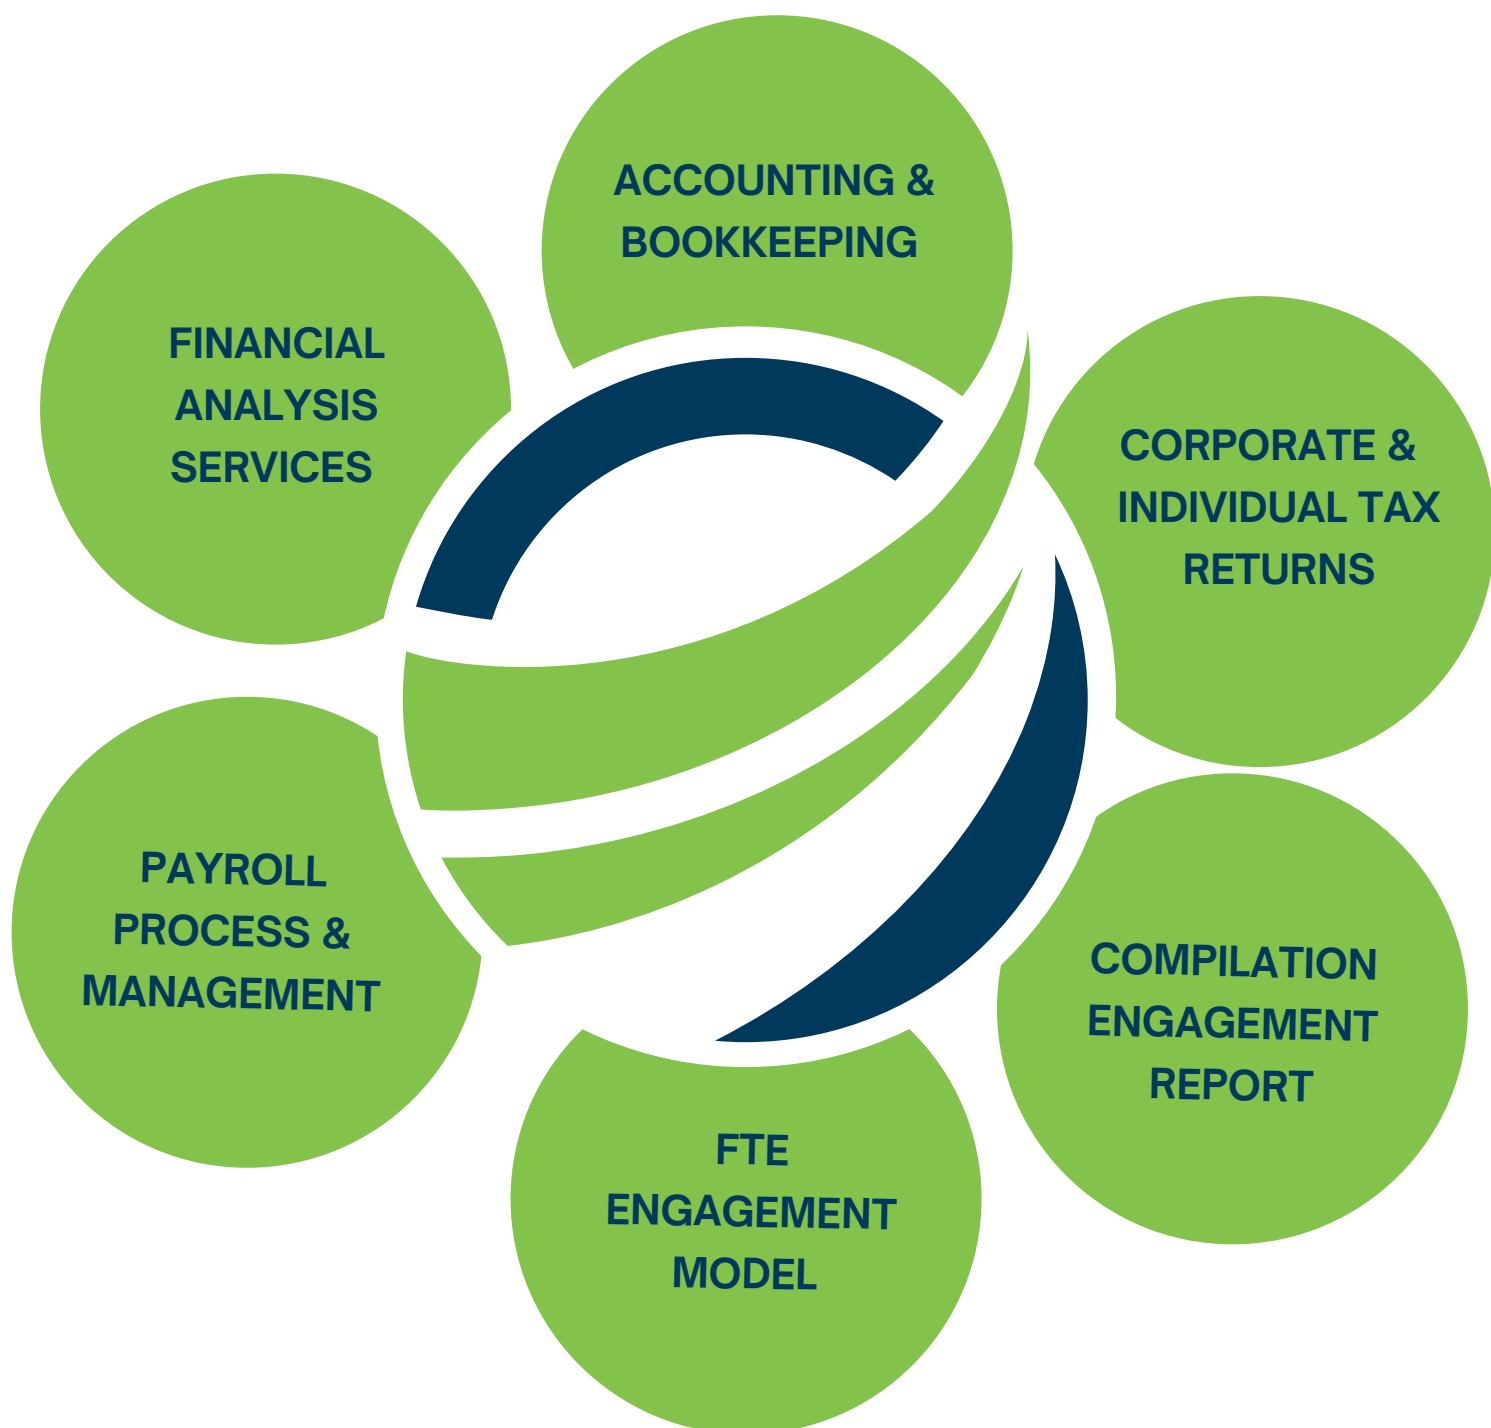 ACCOUNTING &
BOOKKEEPING
FINANCIAL
ANALYSIS
SERVICES
CORPORATE &
INDIVIDUAL TAX
RETURNS
PAYROLL
PROCESS &
MANAGEMENT
COMPILATION
ENGAGEMENT
REPORT
FTE
ENGAGEMENT
MODEL